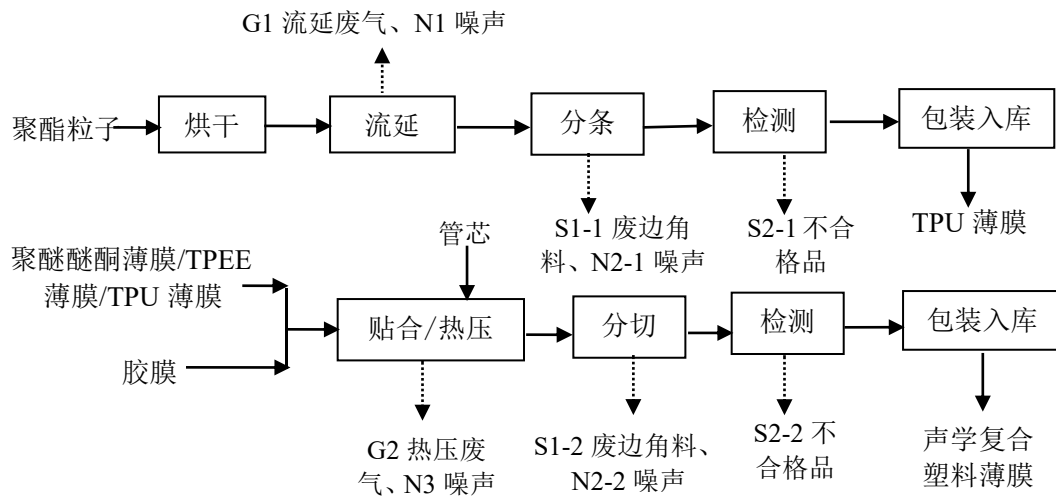 G1 流延废气、N1 噪声
聚酯粒子
烘干
流延
分条
检测
包装入库
S1-1 废边角
料、N2-1 噪声
S2-1 不合
格品
TPU 薄膜
管芯
聚醚醚酮薄膜/TPEE
薄膜/TPU 薄膜
胶膜
贴合/热压
分切
检测
包装入库
G2 热压废
气、N3 噪声
S1-2 废边角料、
N2-2 噪声
S2-2 不
合格品
声学复合
塑料薄膜